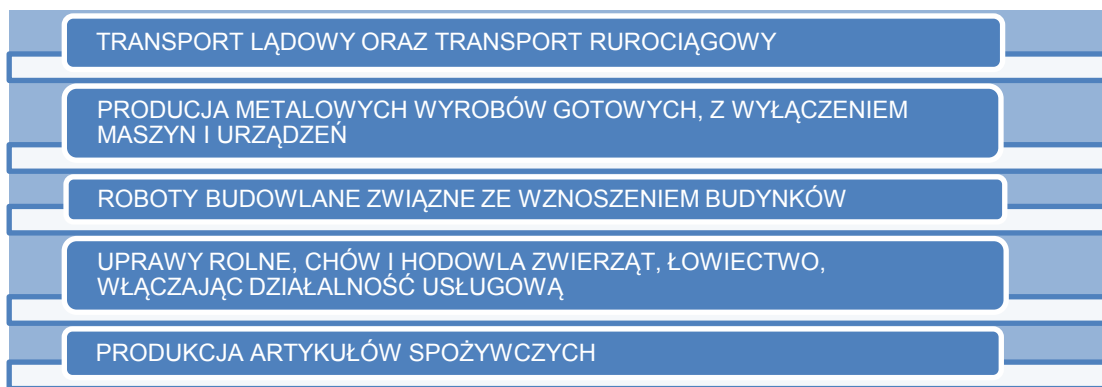 TRANSPORT LĄDOWY ORAZ TRANSPORT RUROCIĄGOWY
PRODUCJA METALOWYCH WYROBÓW GOTOWYCH, Z WYŁĄCZENIEM
MASZYN I URZĄDZEŃ
ROBOTY BUDOWLANE ZWIĄZNE ZE WZNOSZENIEM BUDYNKÓW
UPRAWY ROLNE, CHÓW I HODOWLA ZWIERZĄT, ŁOWIECTWO,
WŁĄCZAJĄC DZIAŁALNOŚĆ USŁUGOWĄ
PRODUKCJA ARTYKUŁÓW SPOŻYWCZYCH